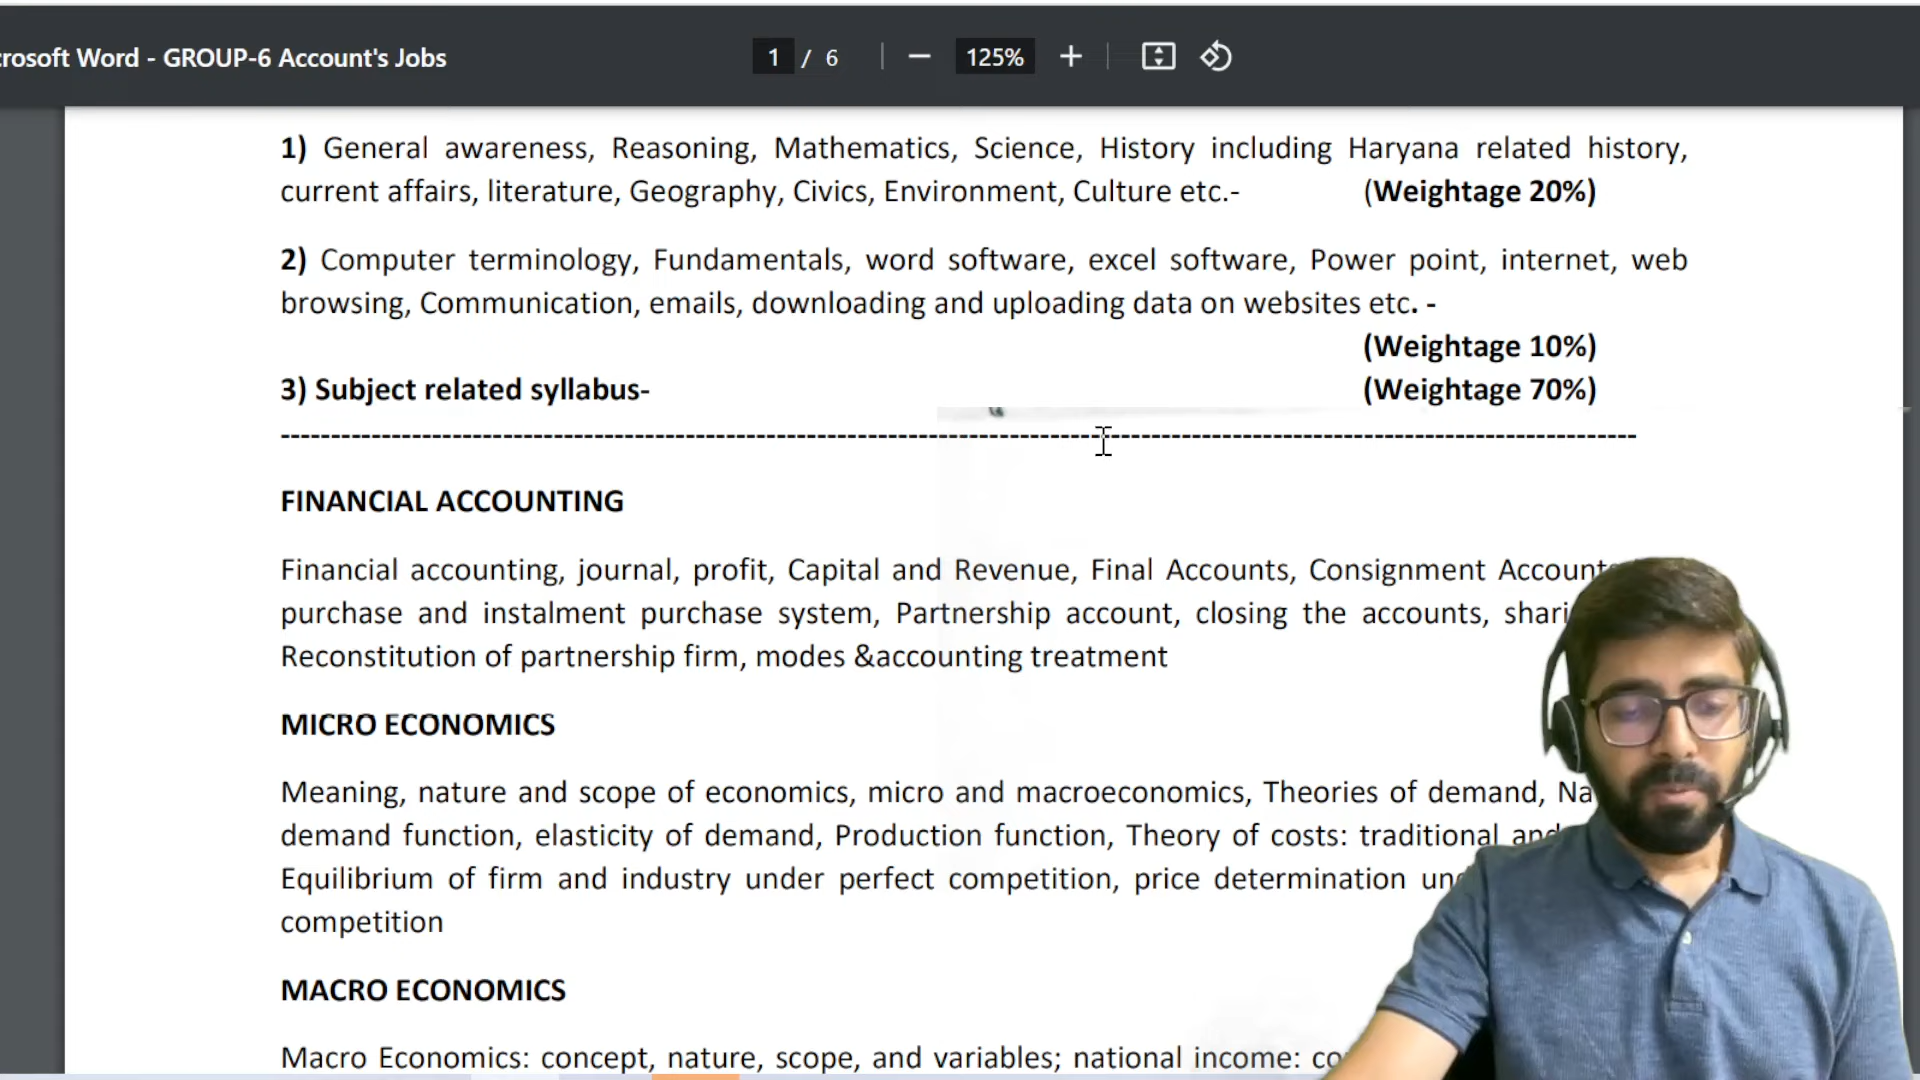 crosoft Word - GROUP-6 Account's Jobs
1 / 6
125%
1) General awareness, Reasoning, Mathematics, Science, History including Haryana related history,
current affairs, literature, Geography, Civics, Environment, Culture etc.- (Weightage 20%)
2) Computer terminology, Fundamentals, word software, excel software, Power point, internet, web
browsing, Communication, emails, downloading and uploading data on websites etc. -
(Weightage 10%)
3) Subject related syllabus- (Weightage 70%)
FINANCIAL ACCOUNTING
Financial accounting, journal, profit, Capital and Revenue, Final Accounts, Consignment Account
purchase and instalment purchase system, Partnership account, closing the accounts, shari
Reconstitution of partnership firm, modes &accounting treatment
MICRO ECONOMICS
Meaning, nature and scope of economics, micro and macroeconomics, Theories of demand, Na
demand function, elasticity of demand, Production function, Theory of costs: traditional and
Equilibrium of firm and industry under perfect competition, price determination un
competition
MACRO ECONOMICS
Macro Economics: concept, nature, scope, and variables; national income: co